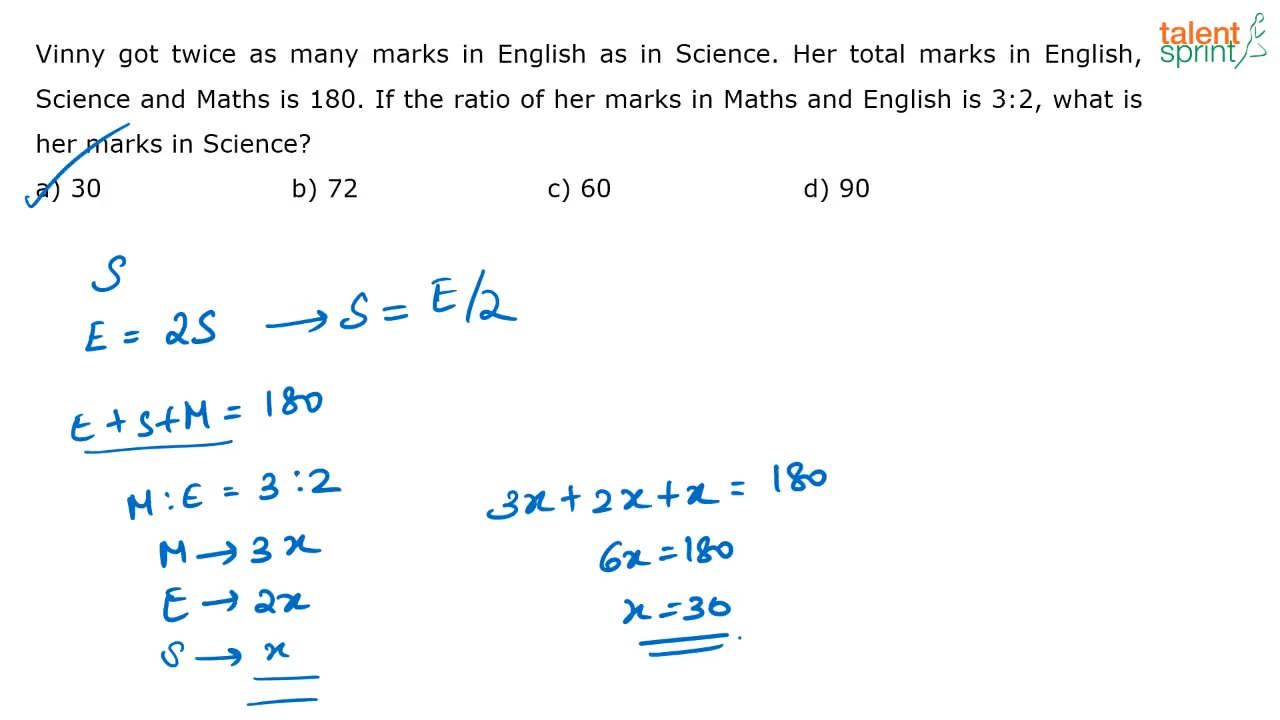 talent
sprint
Vinny got twice as many marks in English as in Science. Her total marks in English,
Science and Maths is 180. If the ratio of her marks in Maths and English is 3:2, what is
her marks in Science?
a) 30 b) 72 c) 60 d) 90
S
E = 2S → S = E/2
E + S + M = 180
M : E = 3 : 2
M → 3x
E → 2x
S → x
3x + 2x + x = 180
6x = 180
x = 30